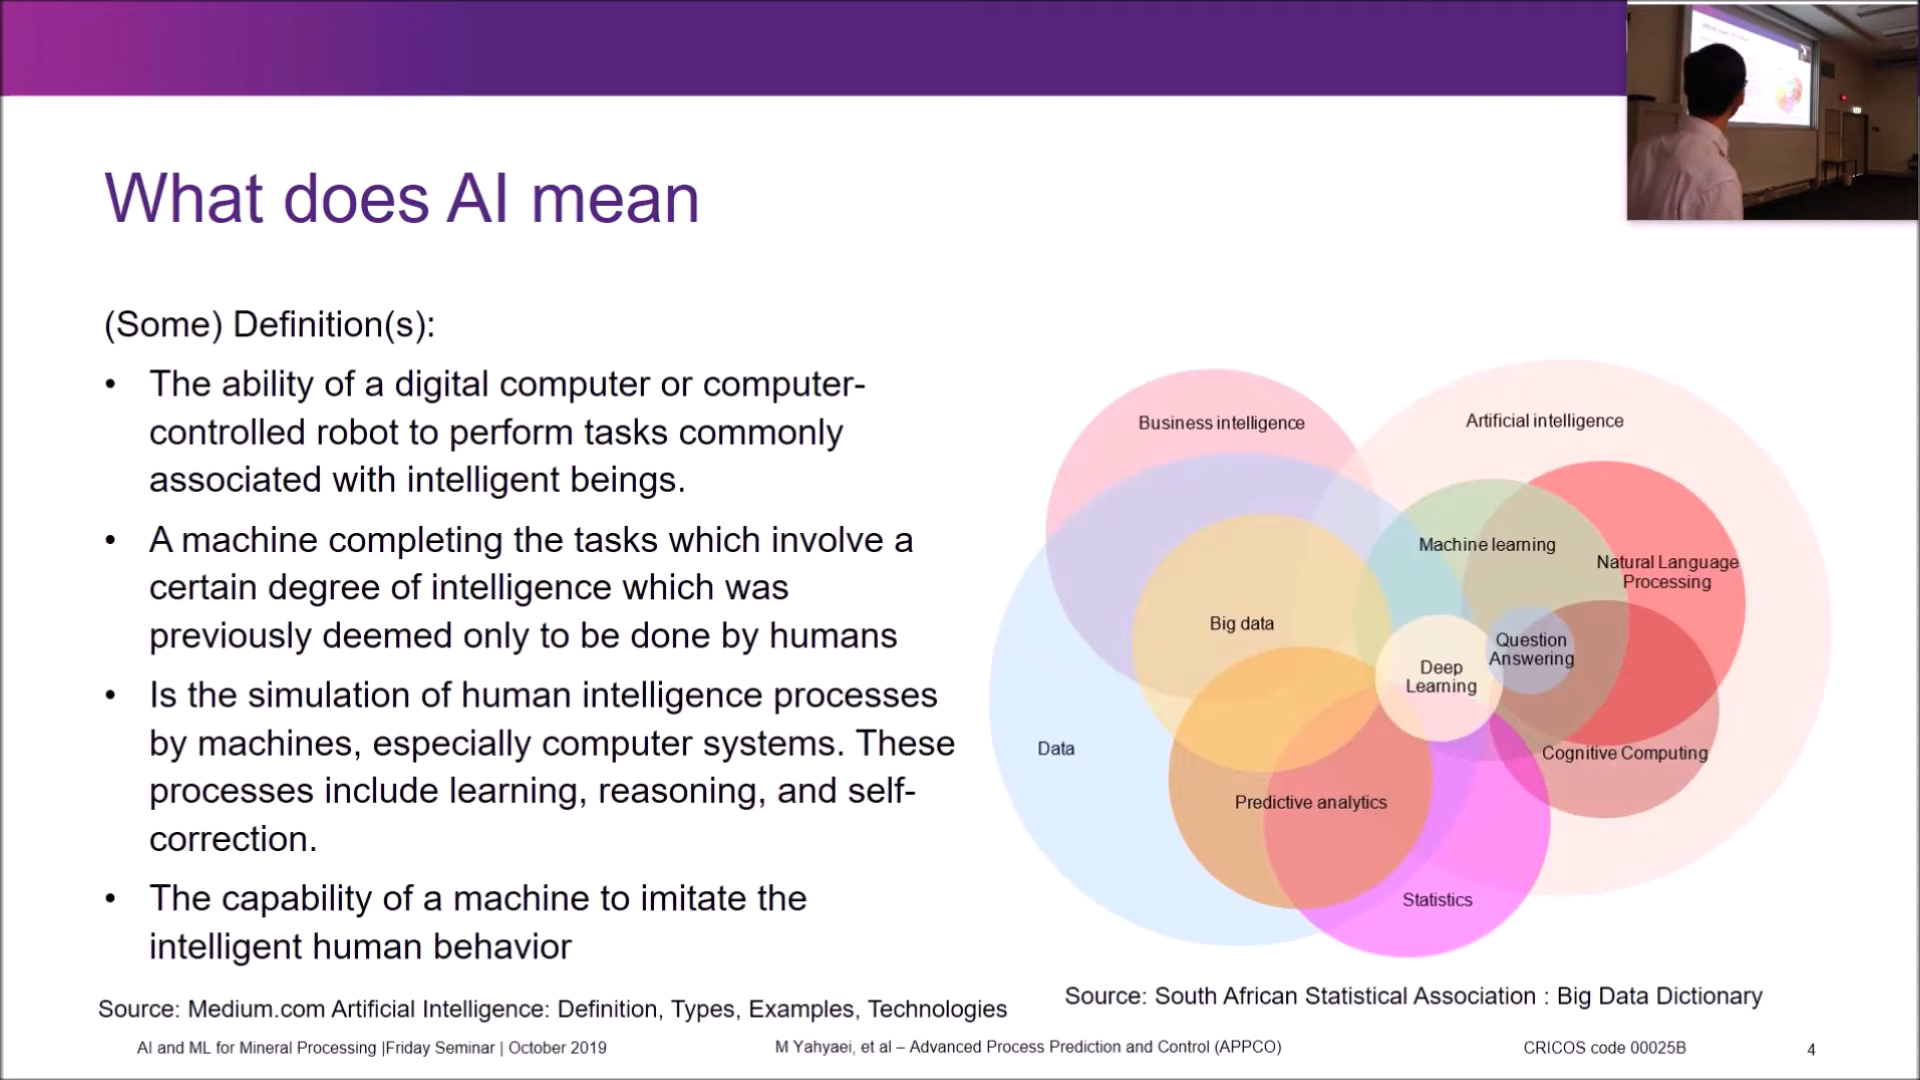 What does AI mean
(Some) Definition(s):
• The ability of a digital computer or computer-
controlled robot to perform tasks commonly
associated with intelligent beings.
• A machine completing the tasks which involve a
certain degree of intelligence which was
previously deemed only to be done by humans
• Is the simulation of human intelligence processes
by machines, especially computer systems. These
processes include learning, reasoning, and self-
correction.
• The capability of a machine to imitate the
intelligent human behavior
Source: Medium.com Artificial Intelligence: Definition, Types, Examples, Technologies
Business intelligence
Artificial intelligence
Machine learning
Natural Language
Processing
Big data
Question
Answering
Deep
Learning
Data
Cognitive Computing
Predictive analytics
Statistics
Source: South African Statistical Association : Big Data Dictionary
AI and ML for Mineral Processing |Friday Seminar | October 2019
M Yahyaei, et al – Advanced Process Prediction and Control (APPCO)
CRICOS code 00025B
4